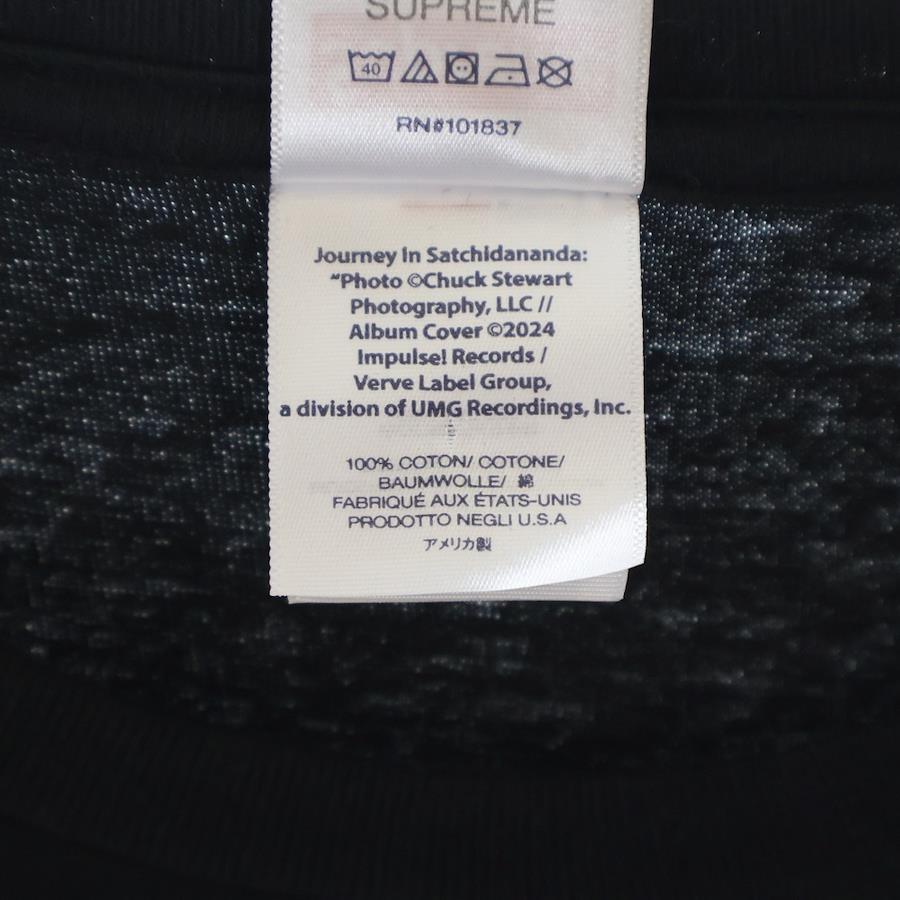 SUPREME
40
RN#101837
Journey in Satchidananda:
“Photo ©Chuck Stewart
Photography, LLC //
Album Cover ©2024
Impulse! Records /
Verve Label Group,
a division of UMG Recordings, Inc.
100% COTON/ COTONE/
BAUMWOLLE/ 綿
FABRIQUÉ AUX ÉTATS-UNIS
PRODOTTO NEGLI U.S.A
アメリカ製